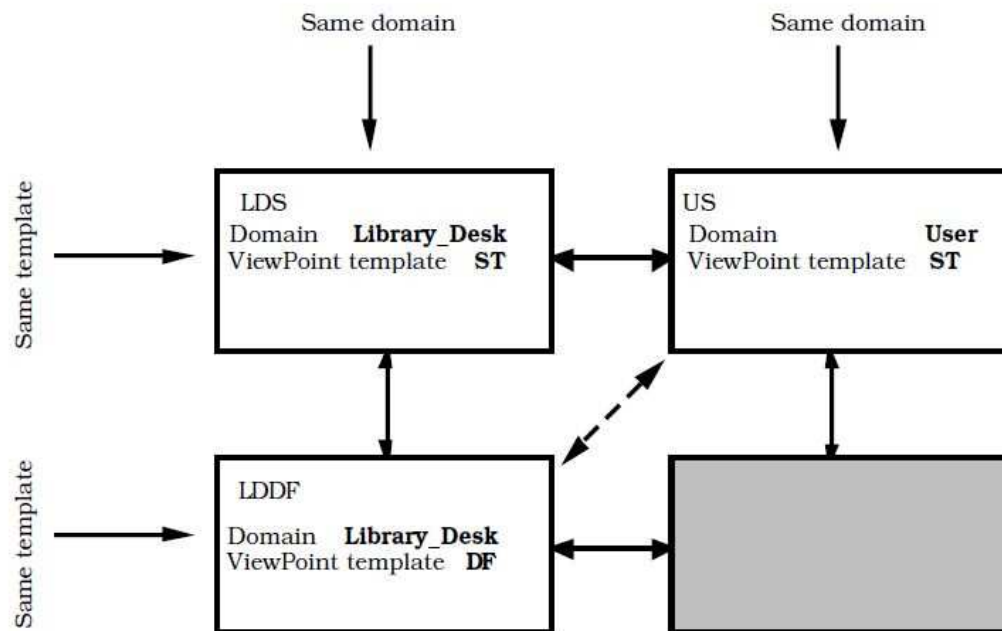 Same domain
Same domain
Same template
LDS
Domain Library_Desk
ViewPoint template ST
US
Domain User
ViewPoint template ST
Same template
LDDF
Domain Library_Desk
ViewPoint template DF